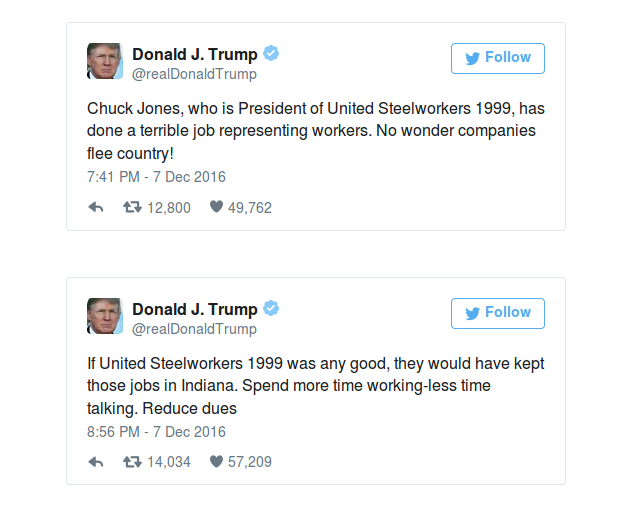 Donald J. Trump
Follow
@realDonaldTrump
Chuck Jones, who is President of United Steelworkers 1999, has
done a terrible job representing workers. No wonder companies
flee country!
7:41 PM - 7 Dec 2016
12,800 49,762
Donald J. Trump
Follow
@realDonaldTrump
If United Steelworkers 1999 was any good, they would have kept
those jobs in Indiana. Spend more time working-less time
talking. Reduce dues
8:56 PM - 7 Dec 2016
14,034 57,209